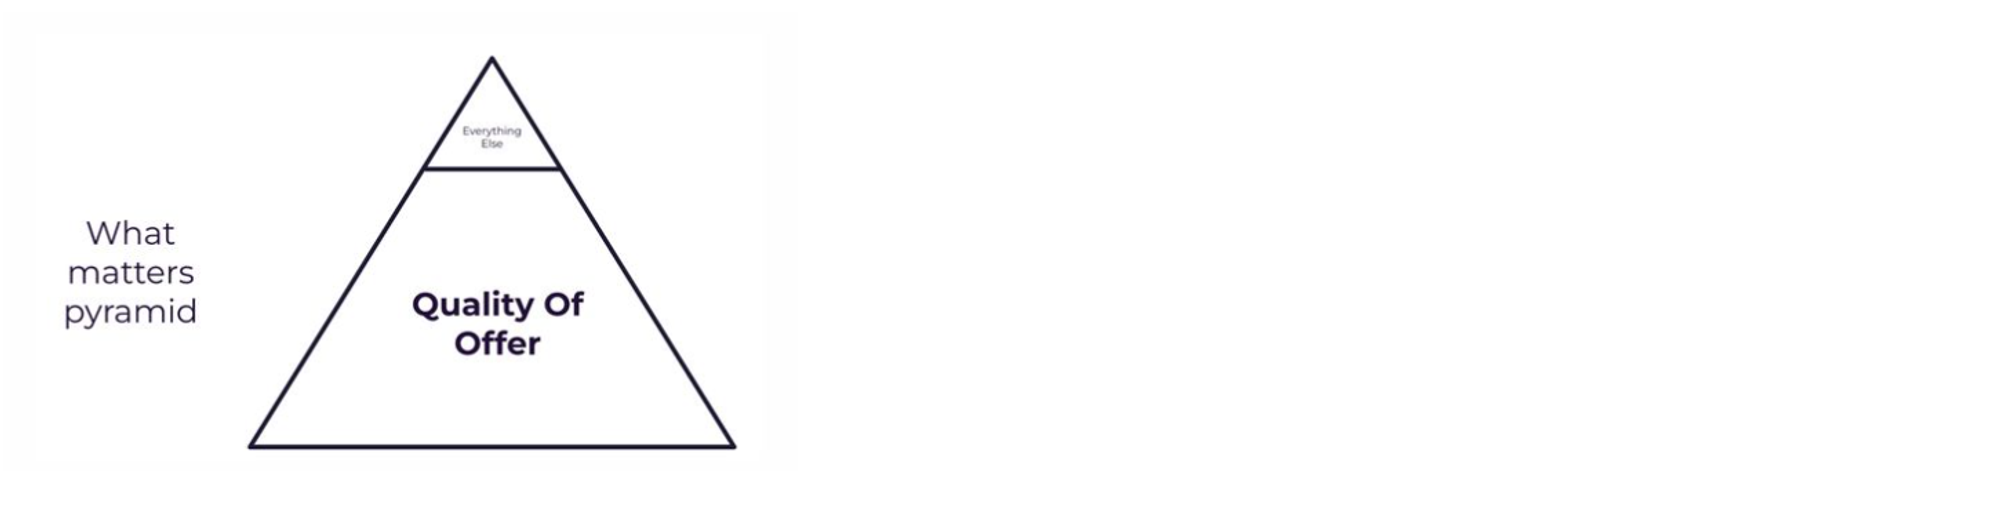 Everything
Else
What
matters
pyramid
Quality Of
Offer